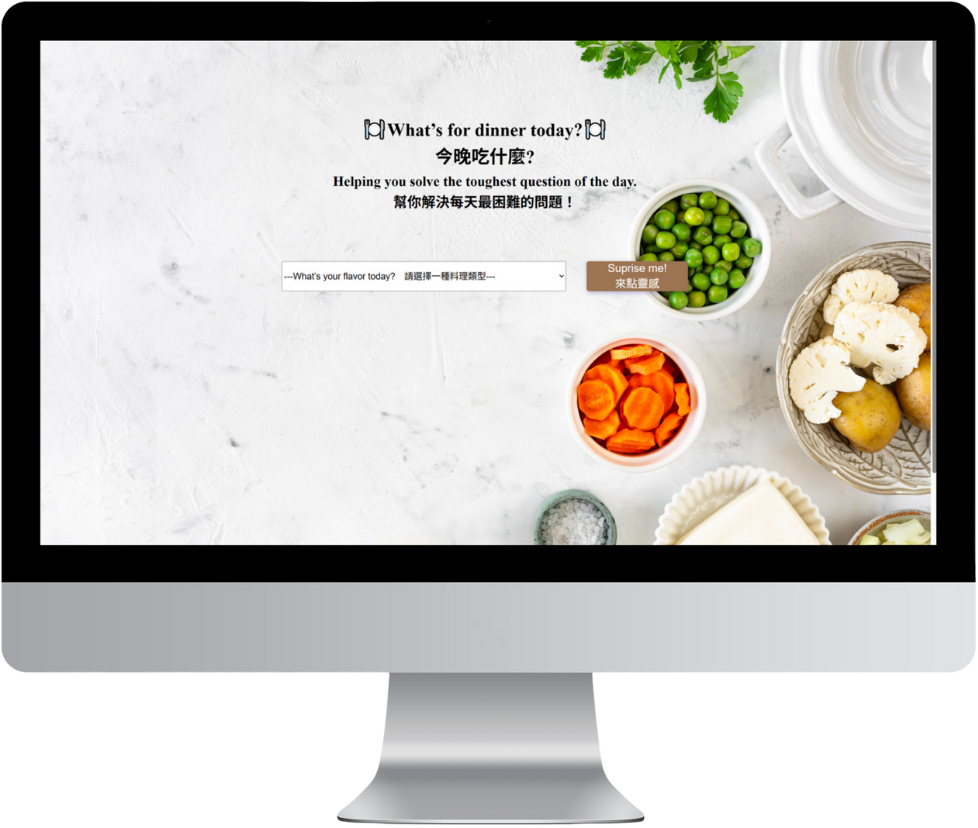 🍽What’s for dinner today?🍽
今晚吃什麼?
Helping you solve the toughest question of the day.
幫你解決每天最困難的問題！
---What's your flavor today? 請選擇一種料理類型---
Suprise me!
來點靈感